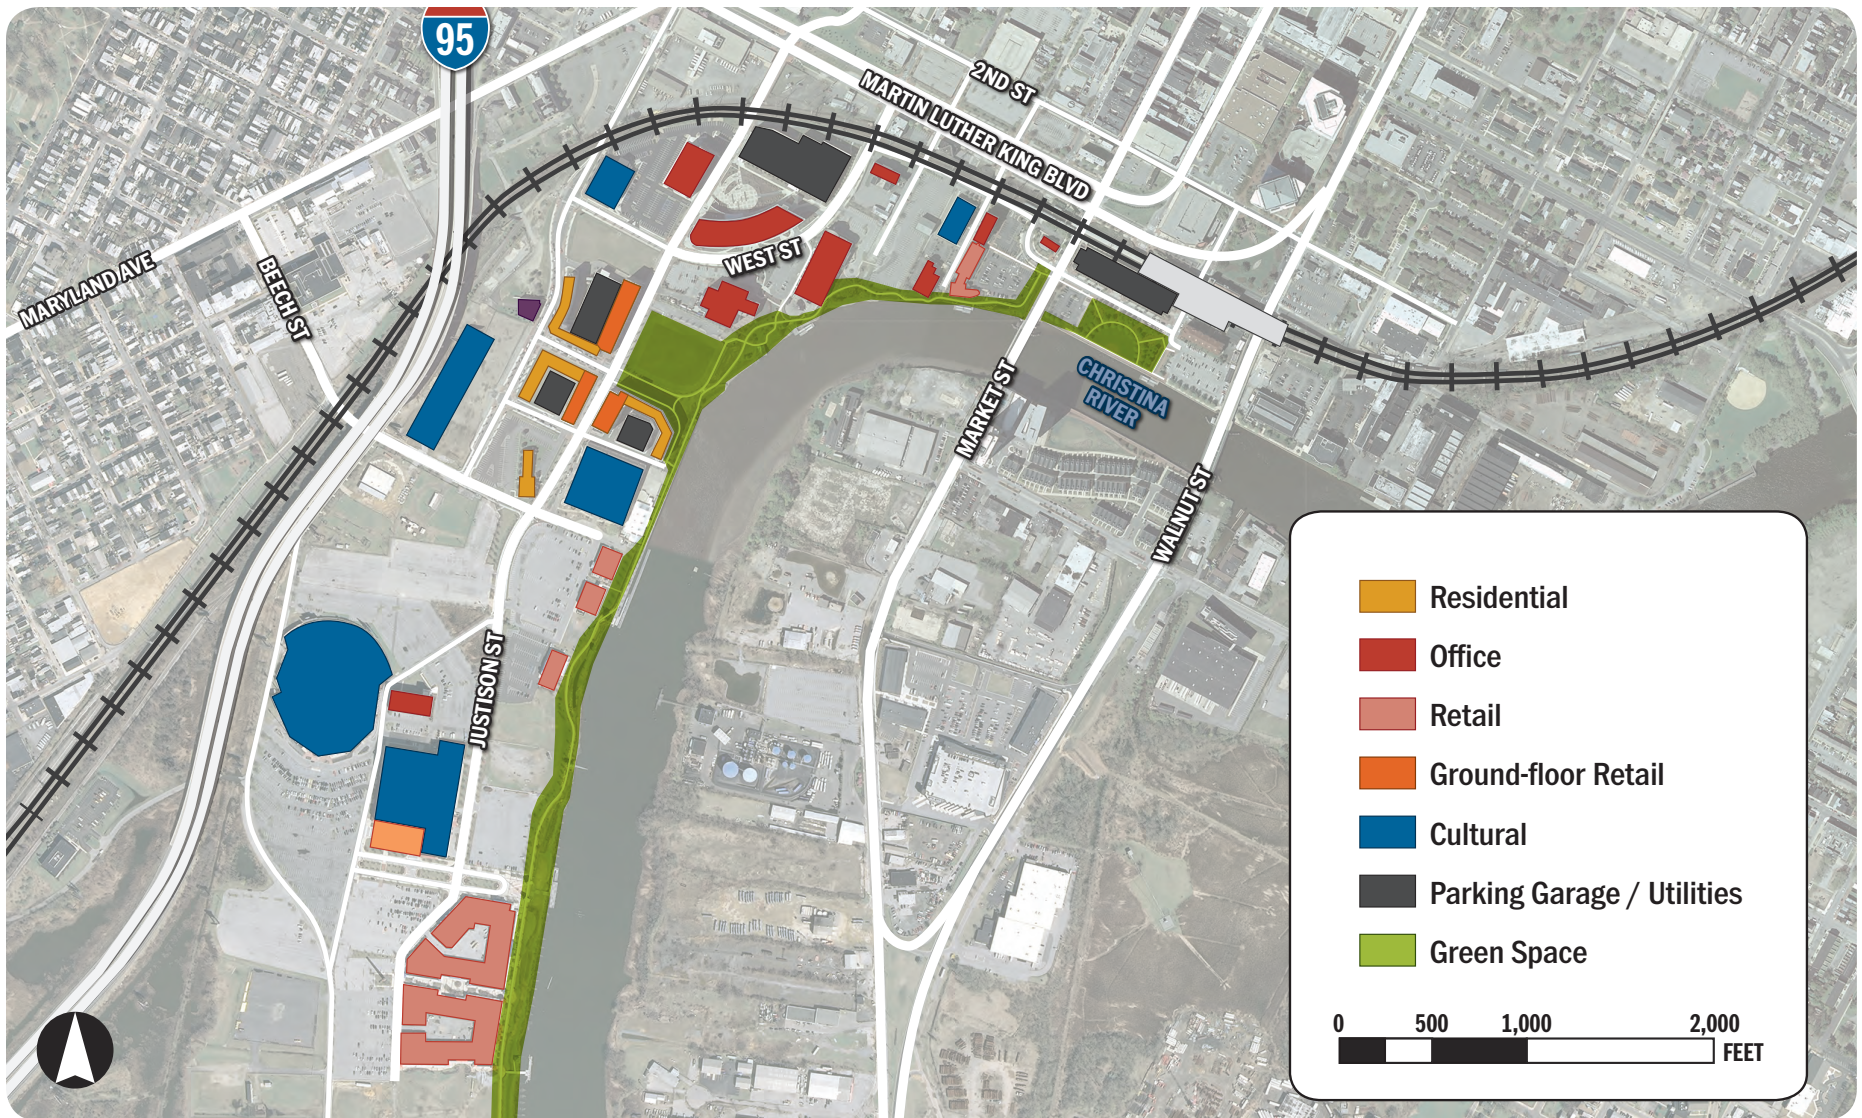 95
2ND ST
MARTIN LUTHER KING BLVD
MARYLAND AVE
BEECH ST
WEST ST
CHRISTINA
RIVER
MARKET ST
WALNUT ST
JUSTISON ST
Residential
Office
Retail
Ground-floor Retail
Cultural
Parking Garage / Utilities
Green Space
0 500 1,000 2,000
FEET